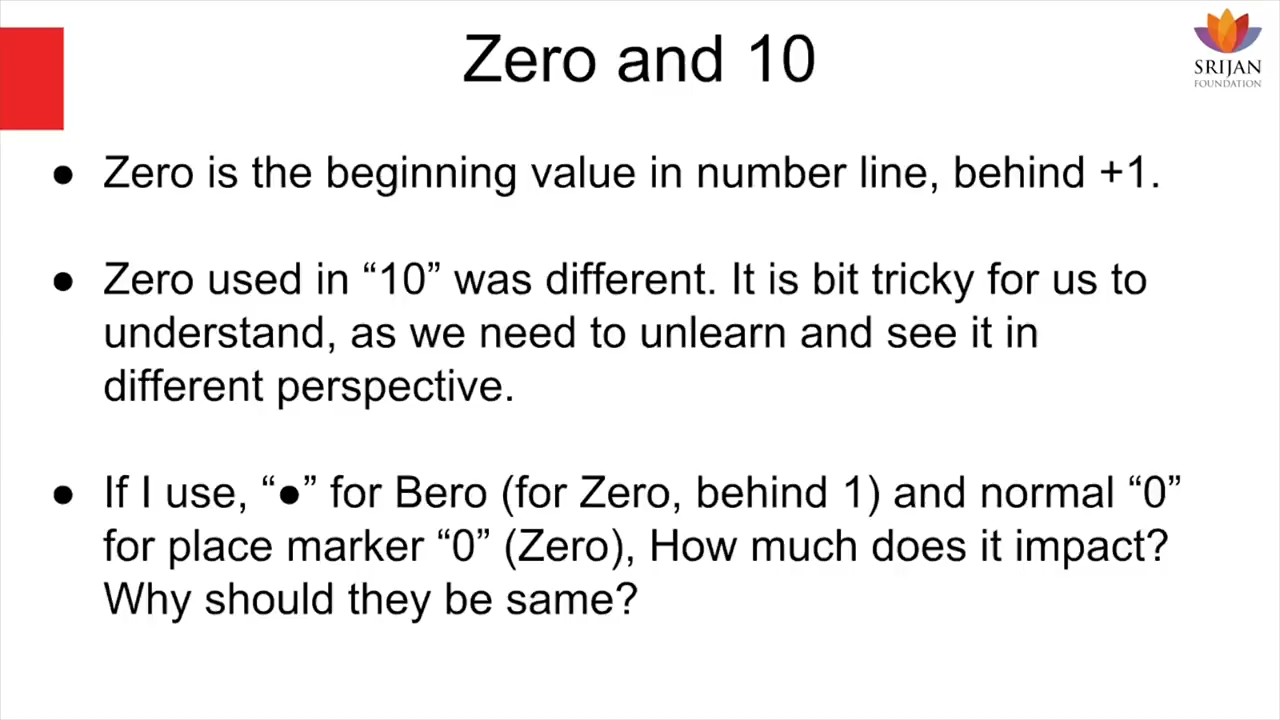 Zero and 10
SRIJAN
FOUNDATION
● Zero is the beginning value in number line, behind +1.
● Zero used in “10” was different. It is bit tricky for us to
understand, as we need to unlearn and see it in
different perspective.
● If I use, “●” for Bero (for Zero, behind 1) and normal “0”
for place marker “0” (Zero), How much does it impact?
Why should they be same?